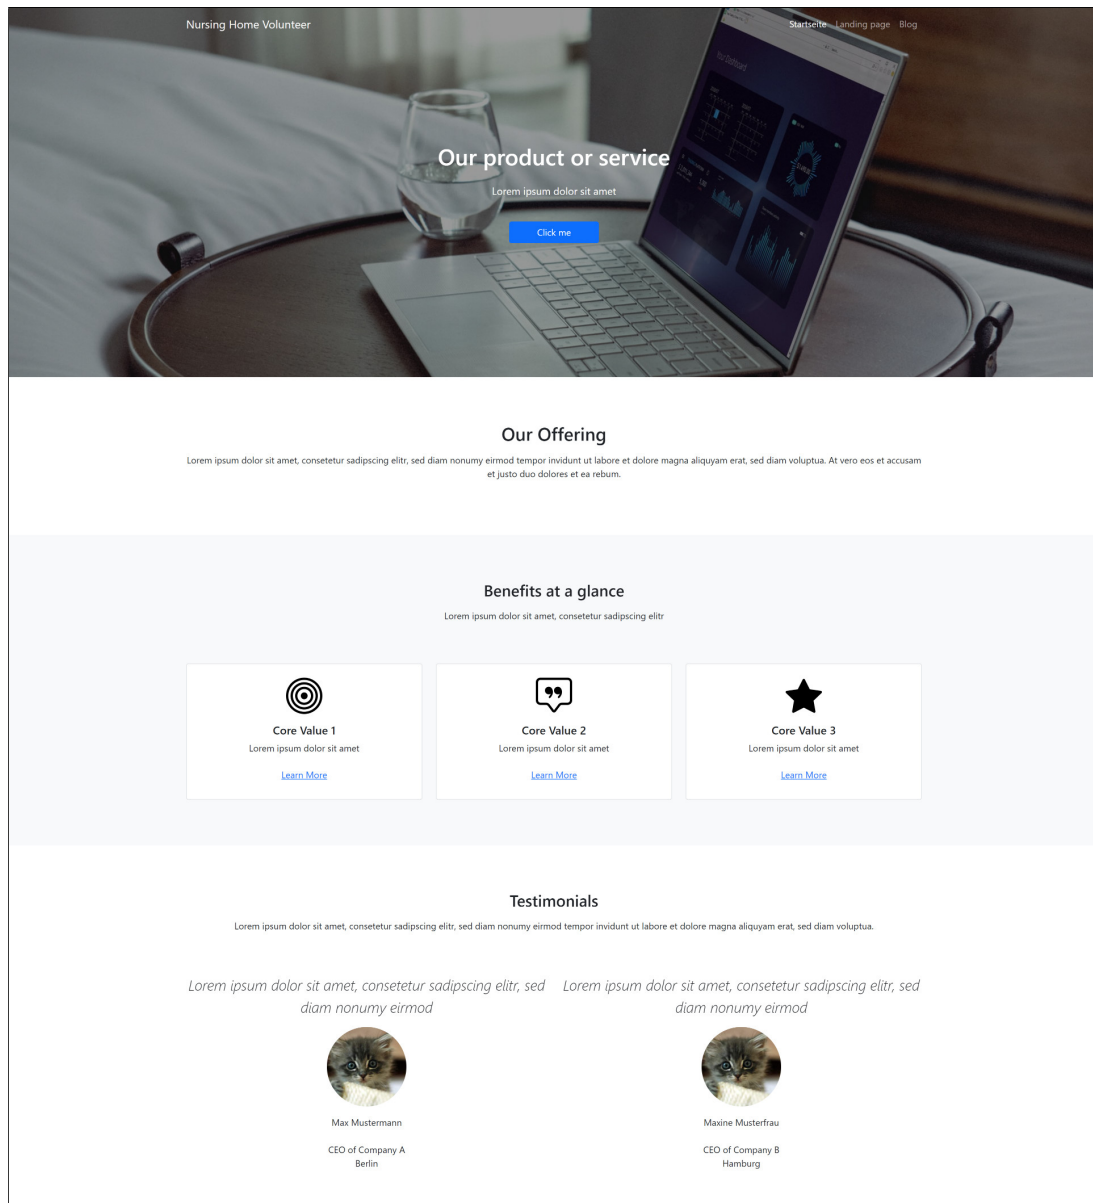 Nursing Home Volunteer
Startseite Landing page Blog
Your Dashboard
Our product or service
Lorem ipsum dolor sit amet
Click me
Our Offering
Lorem ipsum dolor sit amet, consetetur sadipscing elitr, sed diam nonumy eirmod tempor invidunt ut labore et dolore magna aliquyam erat, sed diam voluptua. At vero eos et accusam
et justo duo dolores et ea rebum.
Benefits at a glance
Lorem ipsum dolor sit amet, consetetur sadipscing elitr
Core Value 1
Lorem ipsum dolor sit amet
Learn More
Core Value 2
Lorem ipsum dolor sit amet
Learn More
Core Value 3
Lorem ipsum dolor sit amet
Learn More
Testimonials
Lorem ipsum dolor sit amet, consetetur sadipscing elitr, sed diam nonumy eirmod tempor invidunt ut labore et dolore magna aliquyam erat, sed diam voluptua.
Lorem ipsum dolor sit amet, consetetur sadipscing elitr, sed
diam nonumy eirmod
Max Mustermann
CEO of Company A
Berlin
Lorem ipsum dolor sit amet, consetetur sadipscing elitr, sed
diam nonumy eirmod
Maxine Musterfrau
CEO of Company B
Hamburg